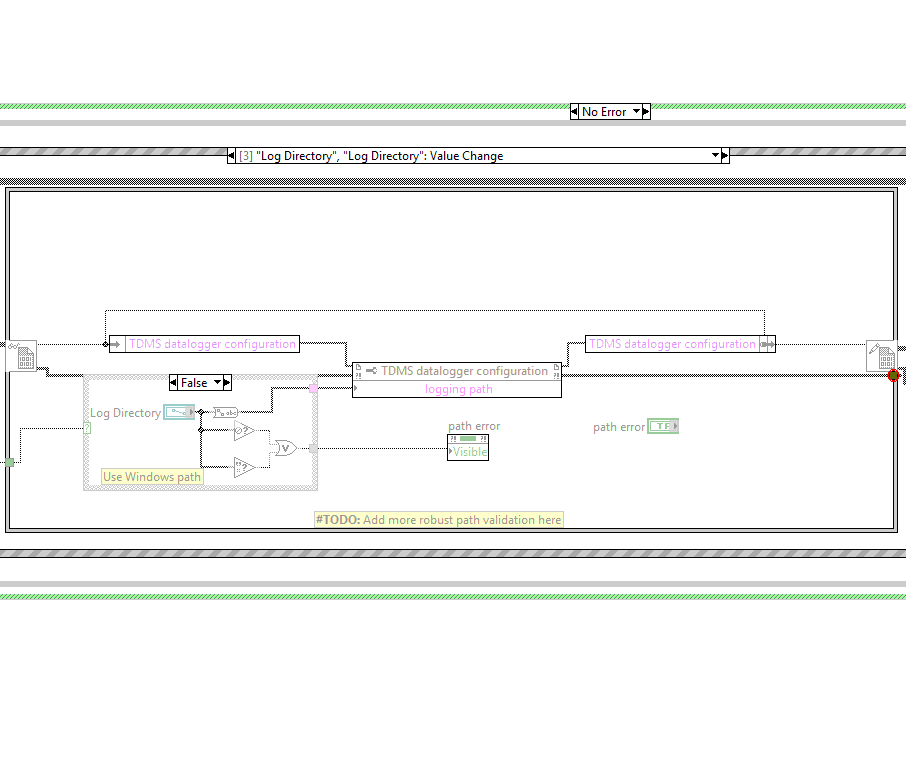 No Error
[3] "Log Directory", "Log Directory": Value Change
TDMS datalogger configuration
TDMS datalogger configuration
TDMS datalogger configuration
logging path
False
Log Directory
abc
?
?
?
V
Use Windows path
path error
?! ?!
Visible
path error
TF
#TODO: Add more robust path validation here